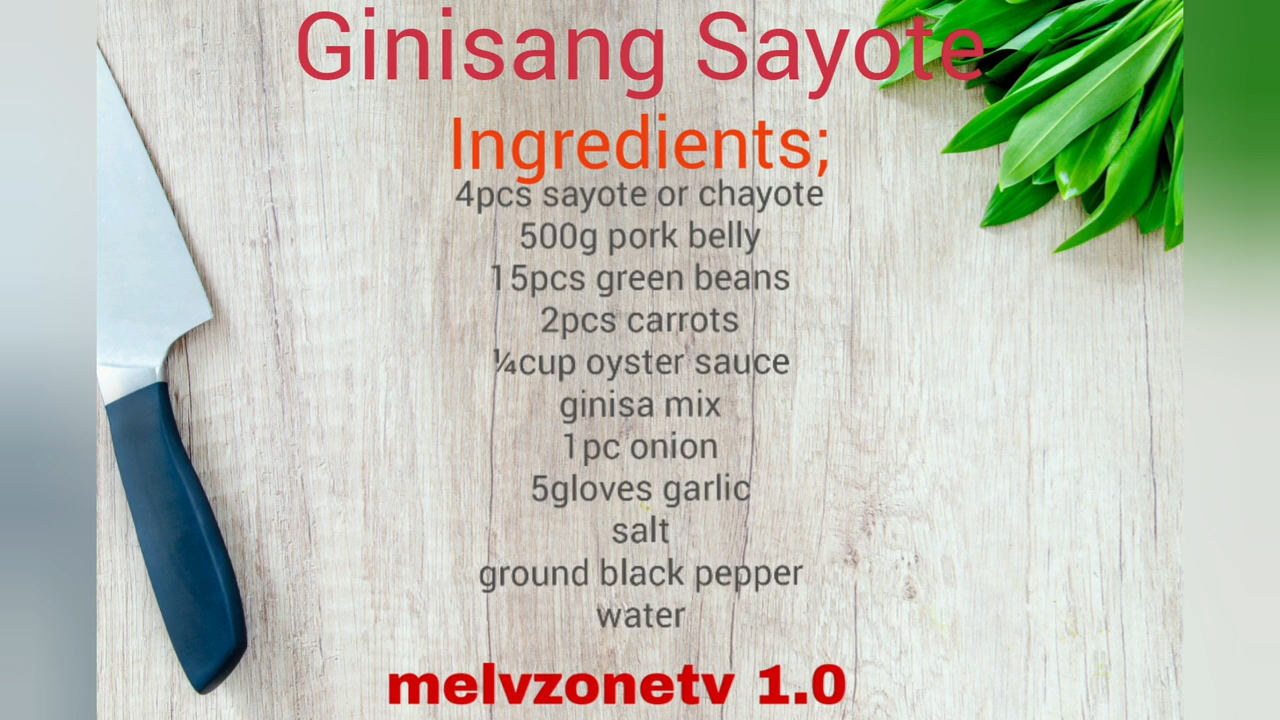 Ginisang Sayote
Ingredients;
4pcs sayote or chayote
500g pork belly
15pcs green beans
2pcs carrots
¼cup oyster sauce
ginisa mix
1pc onion
5gloves garlic
salt
ground black pepper
water
melvzonetv 1.0